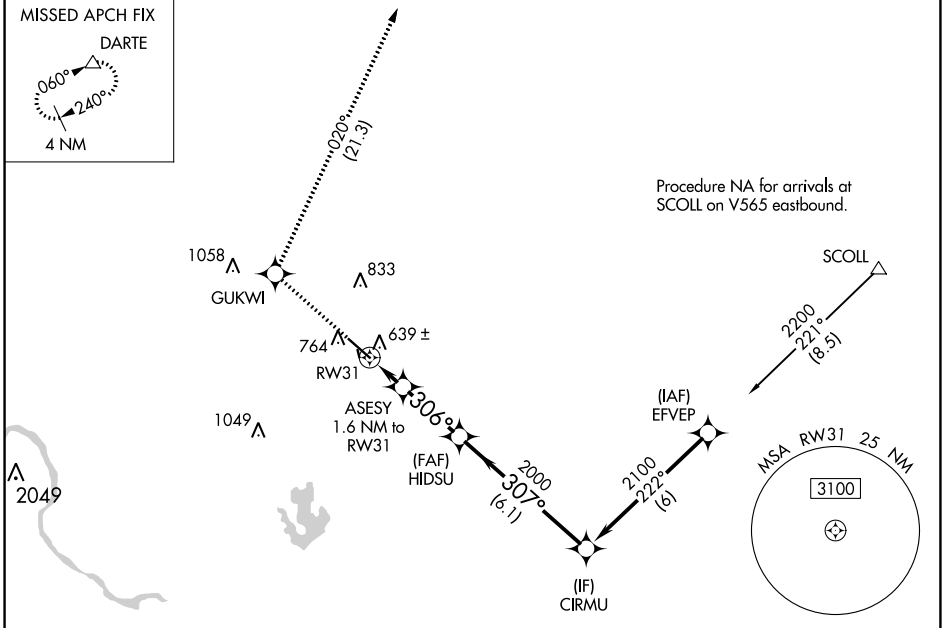 MISSED APCH FIX
DARTE
060°
240°
4 NM
020°
(21.3)
Procedure NA for arrivals at
SCOLL on V565 eastbound.
SCOLL
2200
221°
(8.5)
1058
GUKWI
833
764
639 ±
RW31
ASESY
1.6 NM to
RW31
306°
1049
(FAF)
HIDSU
2000
307°
(6.1)
(IAF)
EFVEP
2100
222°
(6)
(IF)
CIRMU
2049
MSA RW31 25 NM
3100